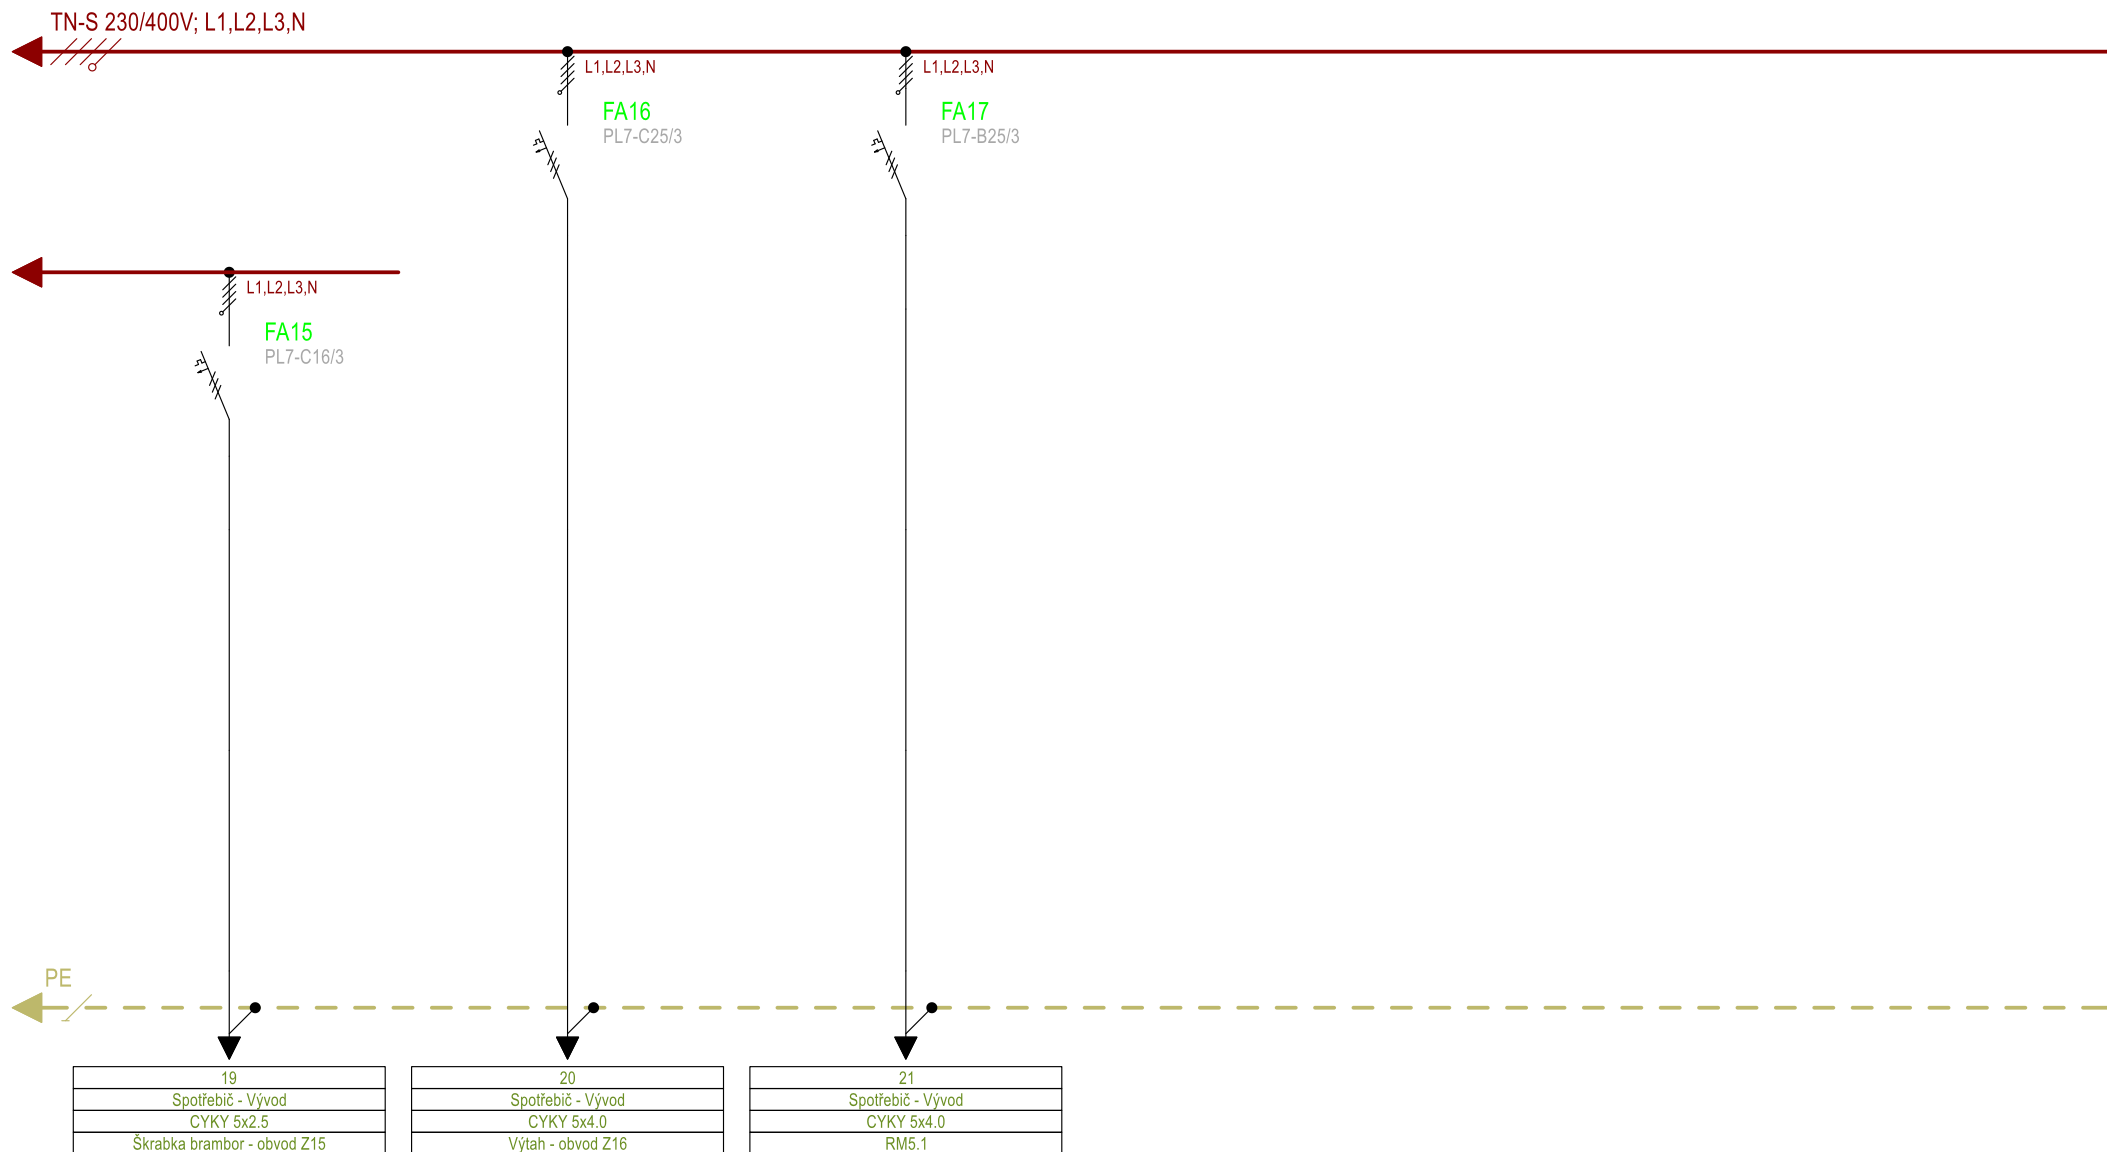 TN-S 230/400V; L1,L2,L3,N
L1,L2,L3,N
FA16
PL7-C25/3
L1,L2,L3,N
FA17
PL7-B25/3
L1,L2,L3,N
FA15
PL7-C16/3
PE
19
Spotřebič - Vývod
CYKY 5x2.5
Škrabka brambor - obvod Z15
20
Spotřebič - Vývod
CYKY 5x4.0
Výtah - obvod Z16
21
Spotřebič - Vývod
CYKY 5x4.0
RM5.1